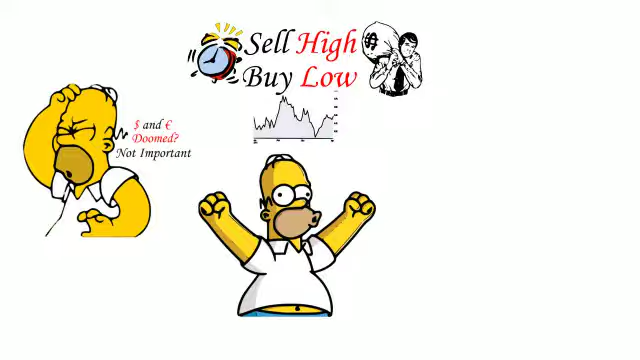 Sell High
Buy Low
$ and €
Doomed?
Not Important
$